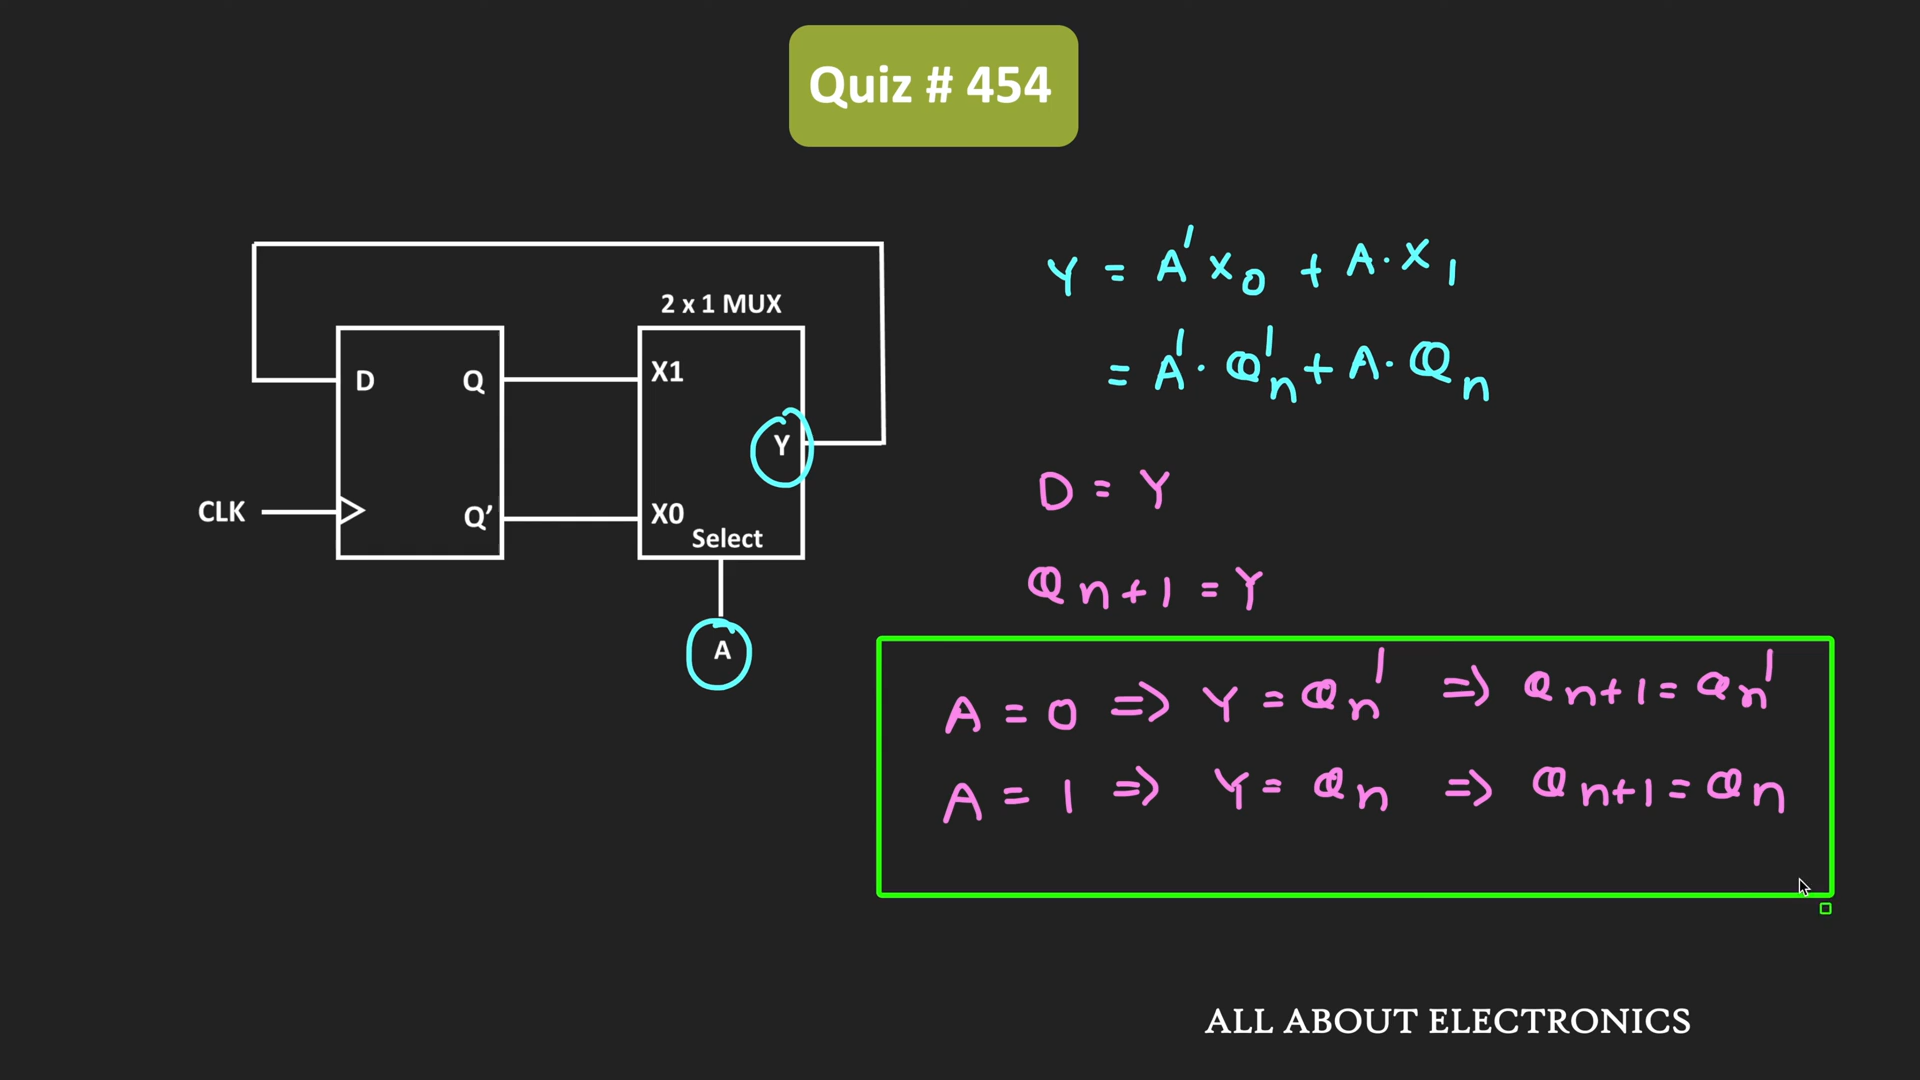 Quiz # 454
2 x 1 MUX
D Q X1
Y
CLK Q’ X0
Select
A
Y = A' X0 + A . X1
= A' . Qn' + A . Qn
D = Y
Qn+1 = Y
A = 0 => Y = Qn' => Qn+1 = Qn'
A = 1 => Y = Qn => Qn+1 = Qn
ALL ABOUT ELECTRONICS